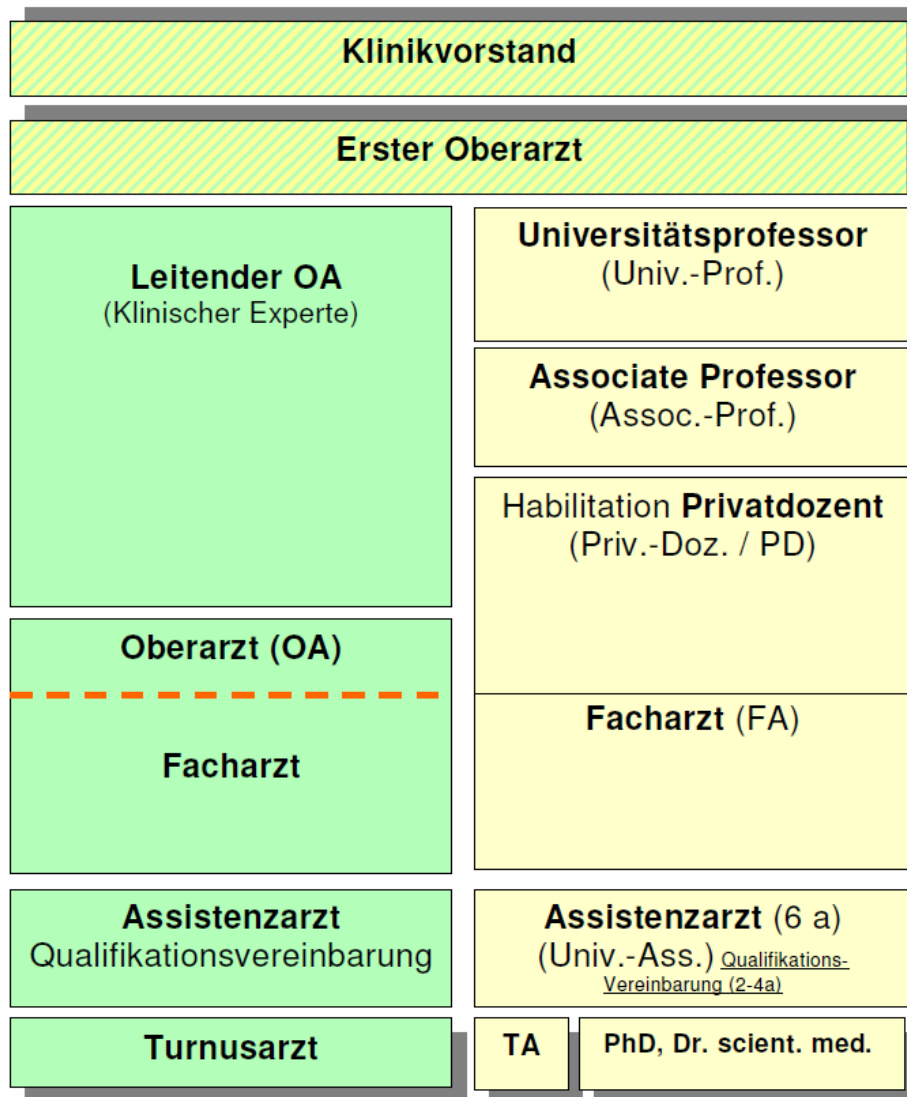 Klinikvorstand
Erster Oberarzt
Leitender OA
(Klinischer Experte)
Universitätsprofessor
(Univ.-Prof.)
Associate Professor
(Assoc.-Prof.)
Habilitation Privatdozent
(Priv.-Doz. / PD)
Oberarzt (OA)
Facharzt
Facharzt (FA)
Assistenzarzt
Qualifikationsvereinbarung
Assistenzarzt (6 a)
(Univ.-Ass.) Qualifikations-
Vereinbarung (2-4a)
Turnusarzt
TA
PhD, Dr. scient. med.